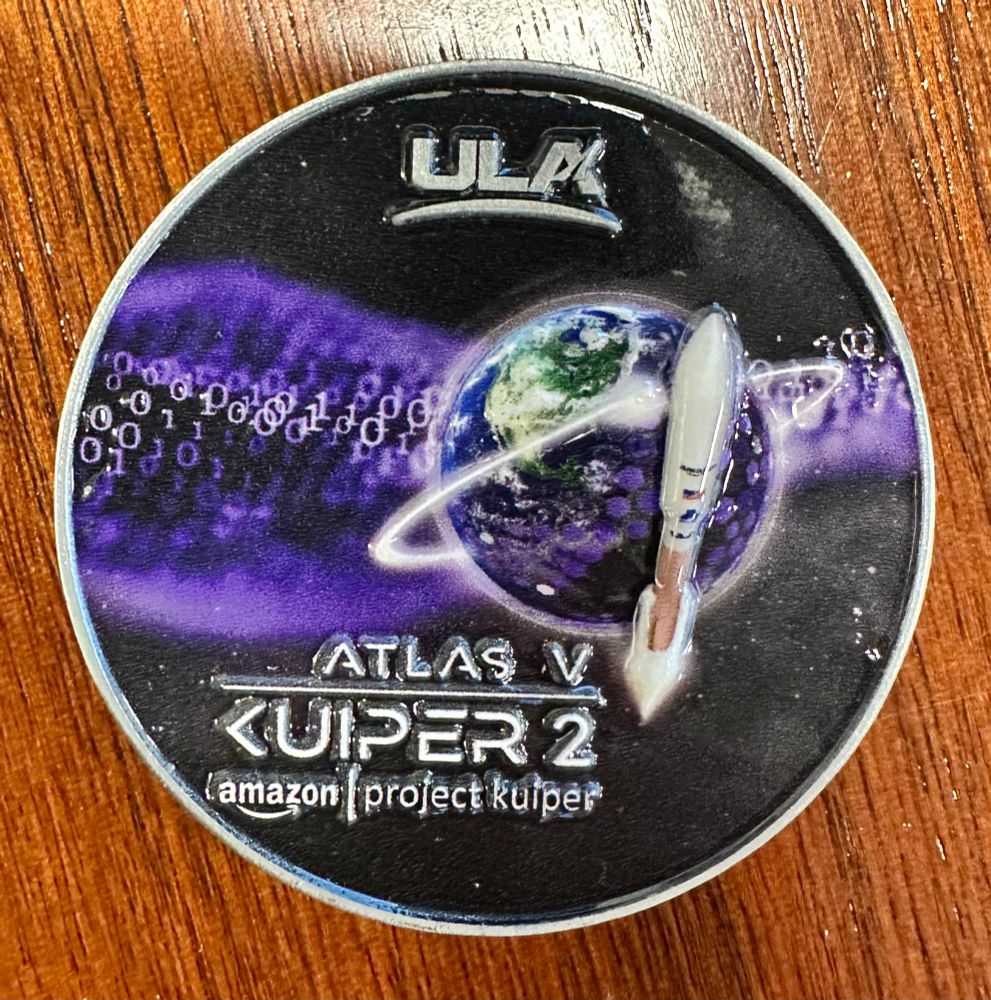 ULA
ATLAS V
KUIPER 2
amazon | project kuiper